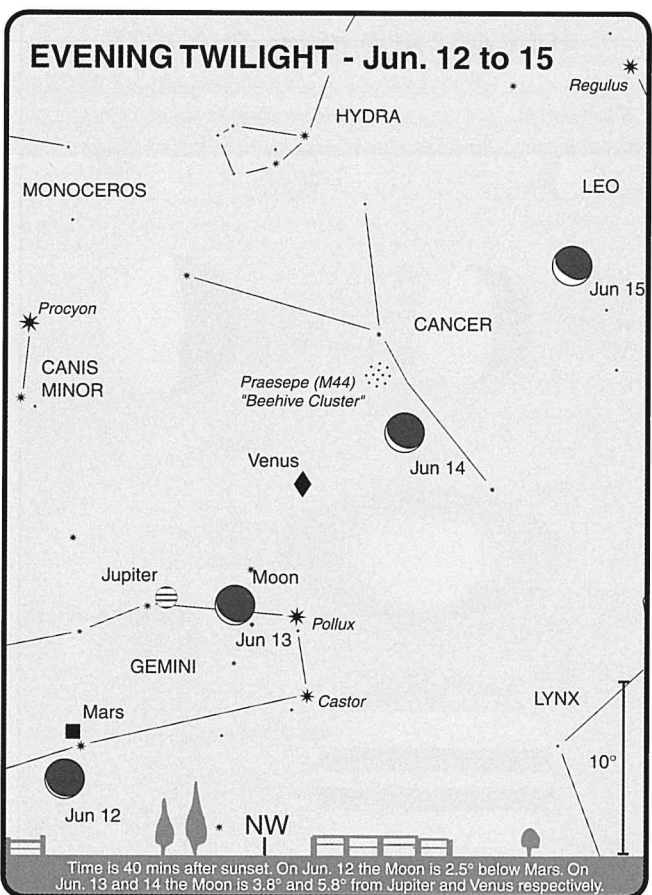 EVENING TWILIGHT - Jun. 12 to 15
Regulus
HYDRA
MONOCEROS
LEO
Jun 15
Procyon
CANCER
CANIS
MINOR
Praesepe (M44)
"Beehive Cluster"
Jun 14
Venus
Jupiter
Moon
Pollux
Jun 13
GEMINI
Castor
LYNX
Mars
10°
Jun 12
NW
Time is 40 mins after sunset. On Jun. 12 the Moon is 2.5° below Mars. On
Jun. 13 and 14 the Moon is 3.8° and 5.8° from Jupiter and Venus respectively.